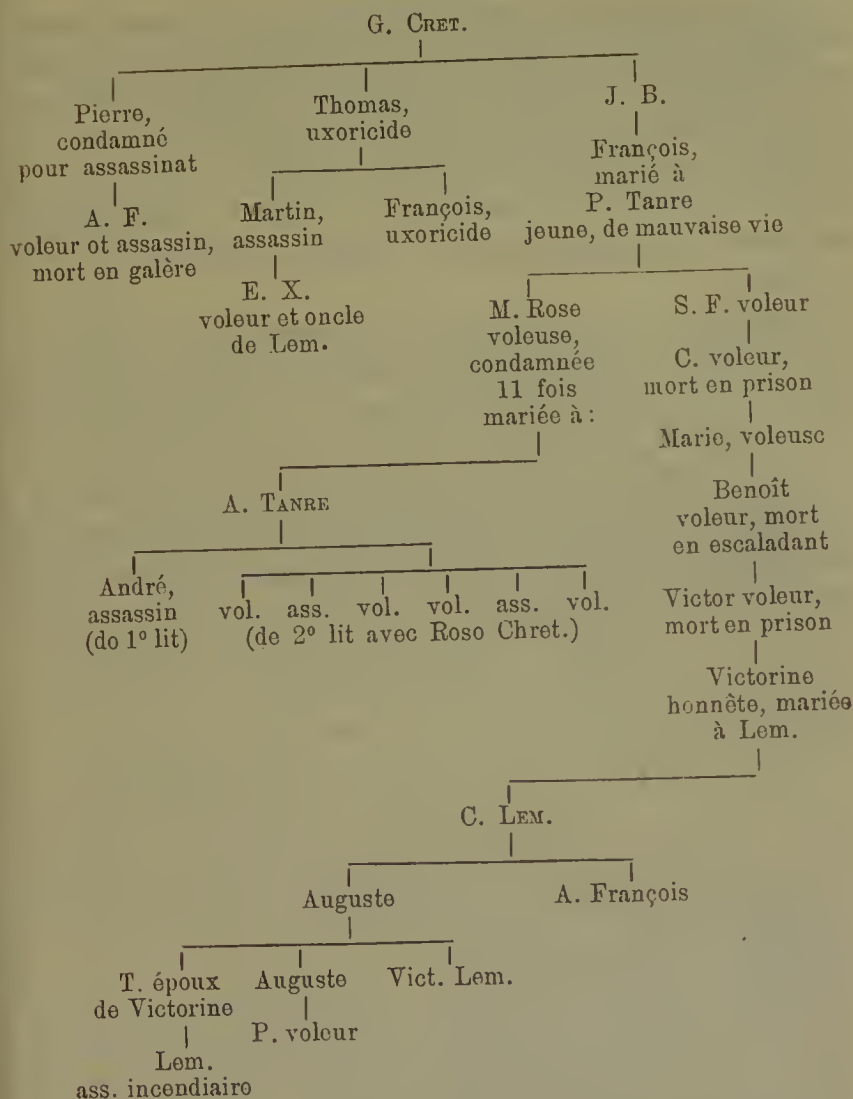 G. CRET.
Pierre,
condamné
pour assassinat
Thomas,
uxoricide
J. B.
François,
marié à
P. Tanre
jeune, de mauvaise vie
A. F.
voleur et assassin,
mort en galère
Martin,
assassin
François,
uxoricide
E. X.
voleur et oncle
de Lem.
M. Rose
voleuse,
condamnée
11 fois
mariée à :
S. F. voleur
C. voleur,
mort en prison
Marie, voleuse
Benoît
voleur, mort
en escaladant
Victor voleur,
mort en prison
Victorine
honnête, mariée
à Lem.
A. TANRE
André,
assassin
(do 1º lit)
vol. ass. vol. vol. ass. vol.
(de 2º lit avec Roso Chret.)
C. LEM.
Auguste
A. François
T. époux
de Victorine
Auguste
Vict. Lem.
P. voleur
Lem.
ass. incendiaire